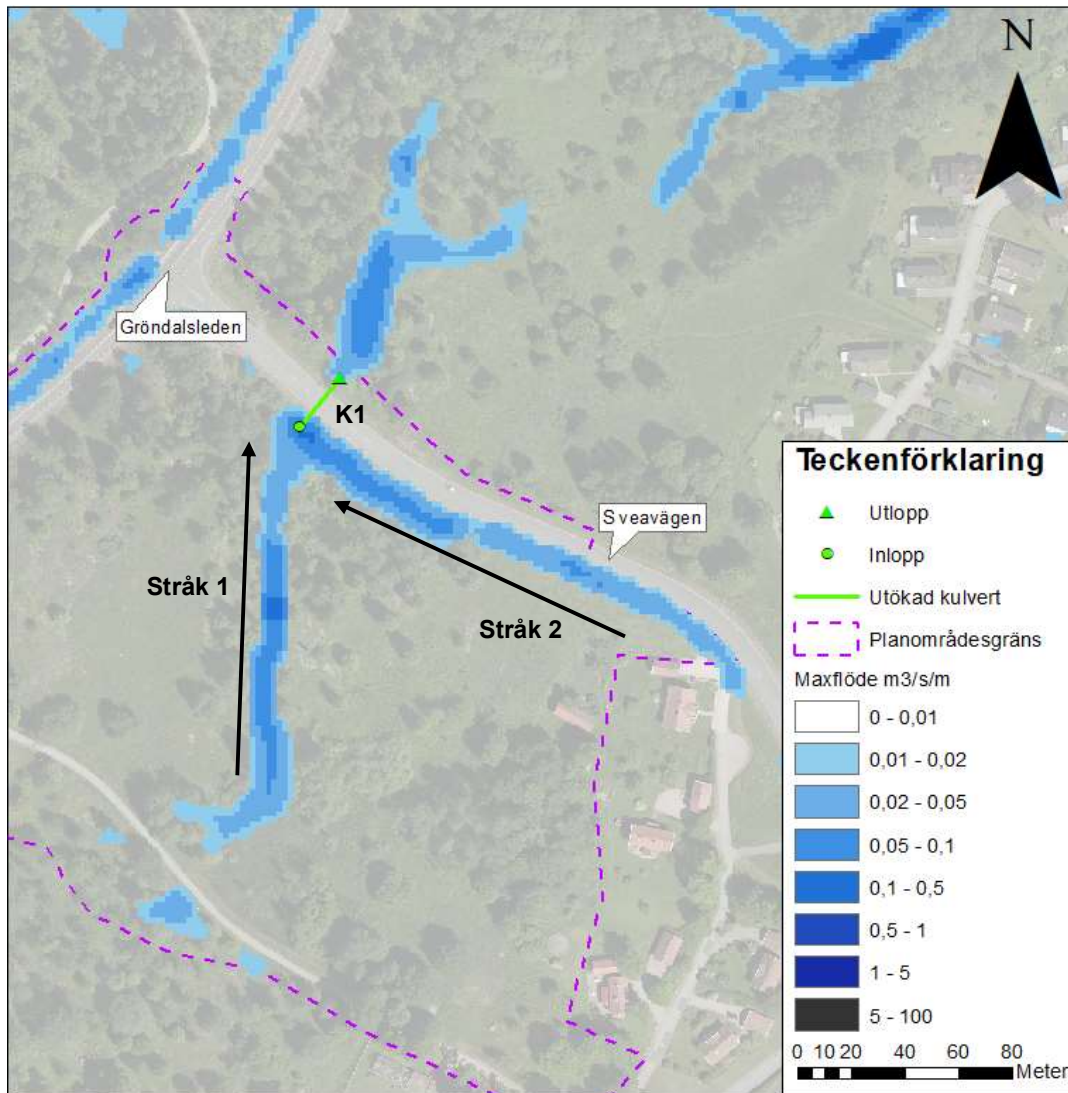 N
Gröndalsleden
K1
Sveavägen
Stråk 1
Stråk 2
Teckenförklaring
Utlopp
Inlopp
Utökad kulvert
Planområdesgräns
Maxflöde m3/s/m
0 - 0,01
0,01 - 0,02
0,02 - 0,05
0,05 - 0,1
0,1 - 0,5
0,5 - 1
1 - 5
5 - 100
0 10 20 40 60 80
Meter